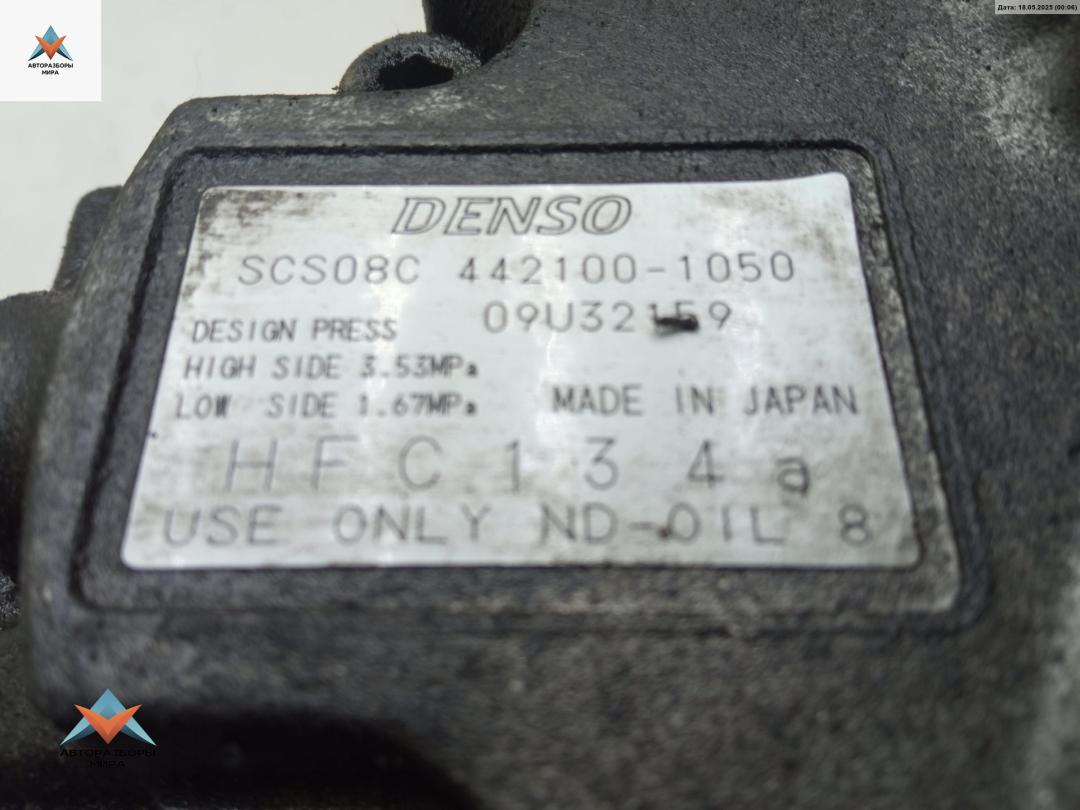 Дата: 18.05.2025 (00:06)
АВТОРАЗБОРЫ
МИРА
DENSO
SCS08C 442100-1050
09U32159
DESIGN PRESS
HIGH SIDE 3.53MPa
LOW SIDE 1.67MPa MADE IN JAPAN
HFC134a
USE ONLY ND-OIL 8
АВТОРАЗБОРЫ
МИРА